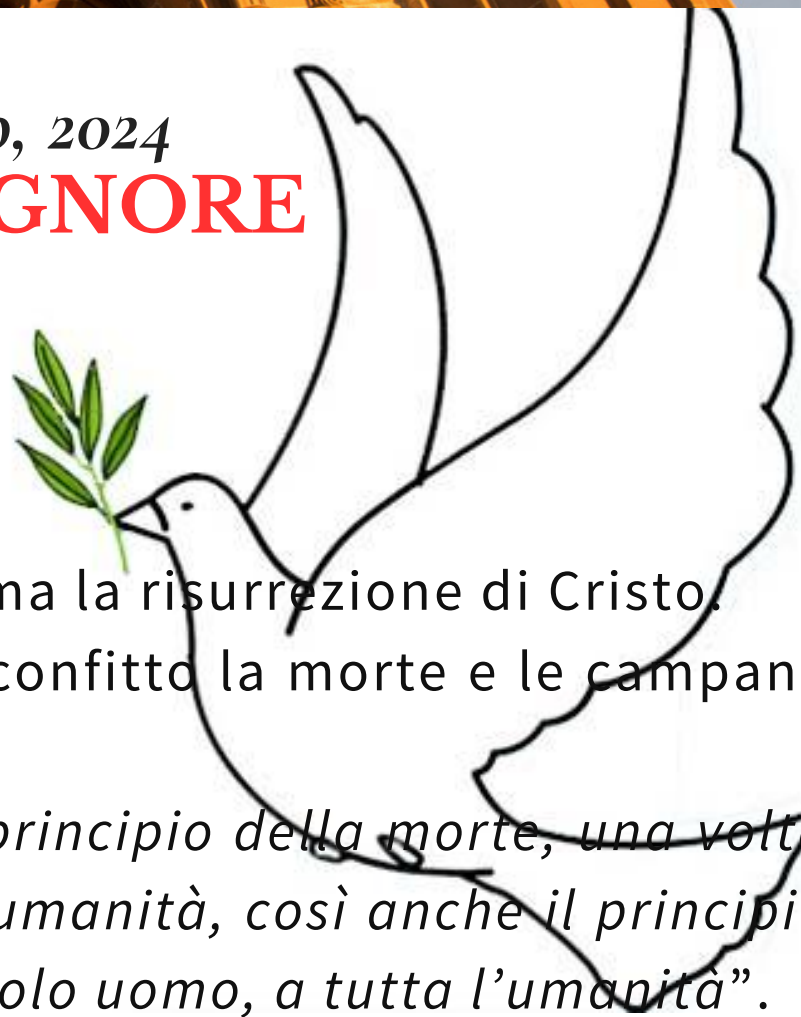 , 2024
GNORE
ma la risurrezione di Cristo.
confitto la morte e le campan
principio della morte, una volt
umanità, così anche il principi
olo uomo, a tutta l’umanità”.